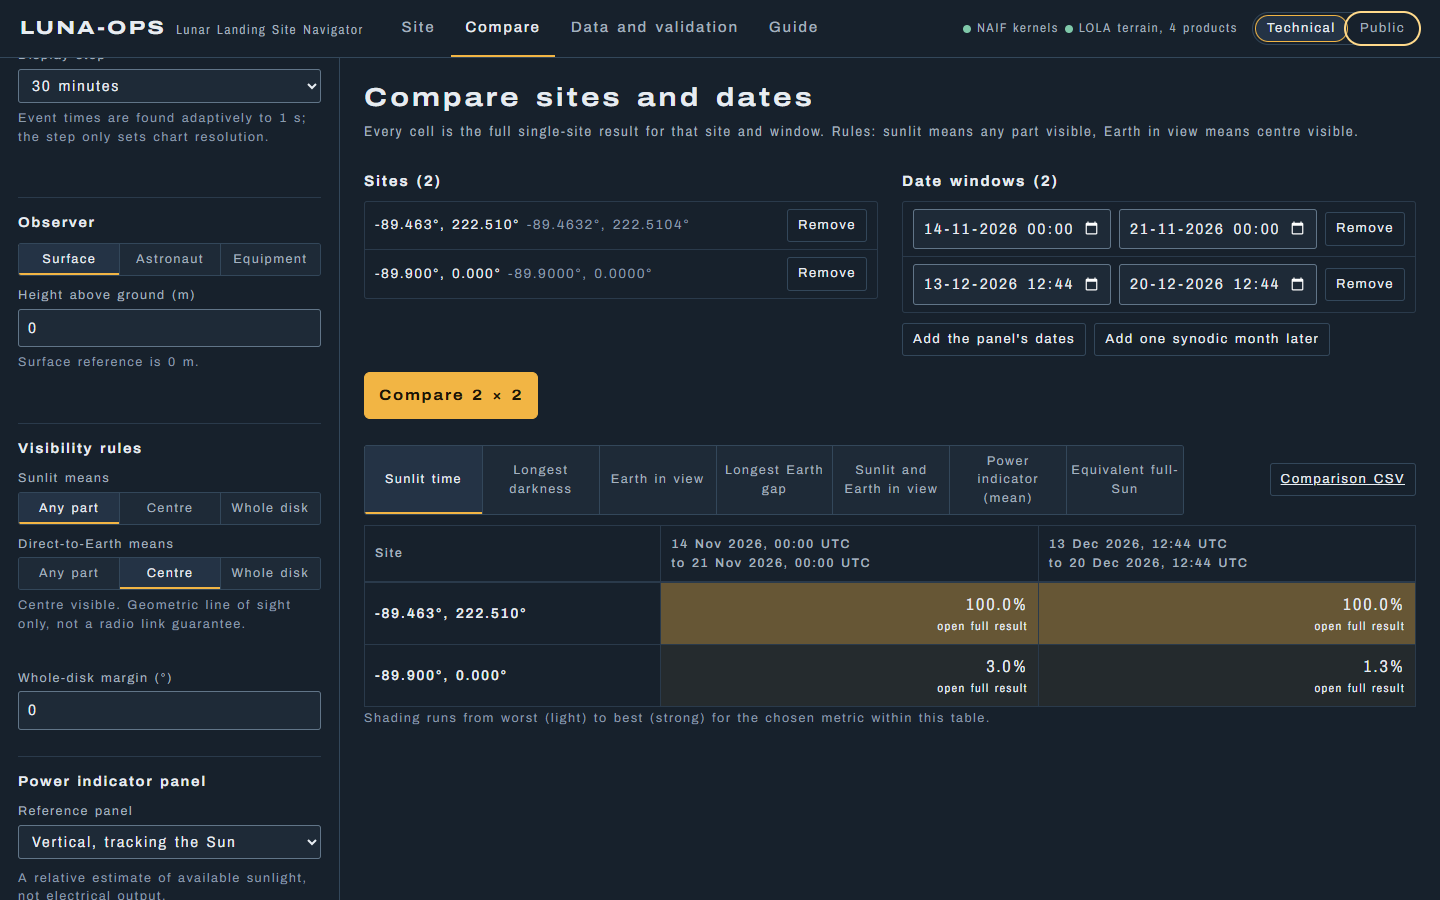 LUNA-OPS Lunar Landing Site Navigator Site Compare Data and validation Guide NAIF kernels LOLA terrain, 4 products Technical Public
30 minutes
Event times are found adaptively to 1 s;
the step only sets chart resolution.
Observer
Surface Astronaut Equipment
Height above ground (m)
0
Surface reference is 0 m.
Visibility rules
Sunlit means
Any part Centre Whole disk
Direct-to-Earth means
Any part Centre Whole disk
Centre visible. Geometric line of sight
only, not a radio link guarantee.
Whole-disk margin (°)
0
Power indicator panel
Reference panel
Vertical, tracking the Sun
A relative estimate of available sunlight,
not electrical output.
Compare sites and dates
Every cell is the full single-site result for that site and window. Rules: sunlit means any part visible, Earth in view means centre visible.
Sites (2)
-89.463°, 222.510° -89.4632°, 222.5104° Remove
-89.900°, 0.000° -89.9000°, 0.0000° Remove
Date windows (2)
14-11-2026 00:00 21-11-2026 00:00 Remove
13-12-2026 12:44 20-12-2026 12:44 Remove
Add the panel's dates Add one synodic month later
Compare 2 × 2
Sunlit time
Longest
darkness
Earth in view
Longest Earth
gap
Sunlit and
Earth in view
Power
indicator
(mean)
Equivalent full-
Sun
Comparison CSV
Site
14 Nov 2026, 00:00 UTC
to 21 Nov 2026, 00:00 UTC
13 Dec 2026, 12:44 UTC
to 20 Dec 2026, 12:44 UTC
-89.463°, 222.510°
100.0%
open full result
100.0%
open full result
-89.900°, 0.000°
3.0%
open full result
1.3%
open full result
Shading runs from worst (light) to best (strong) for the chosen metric within this table.